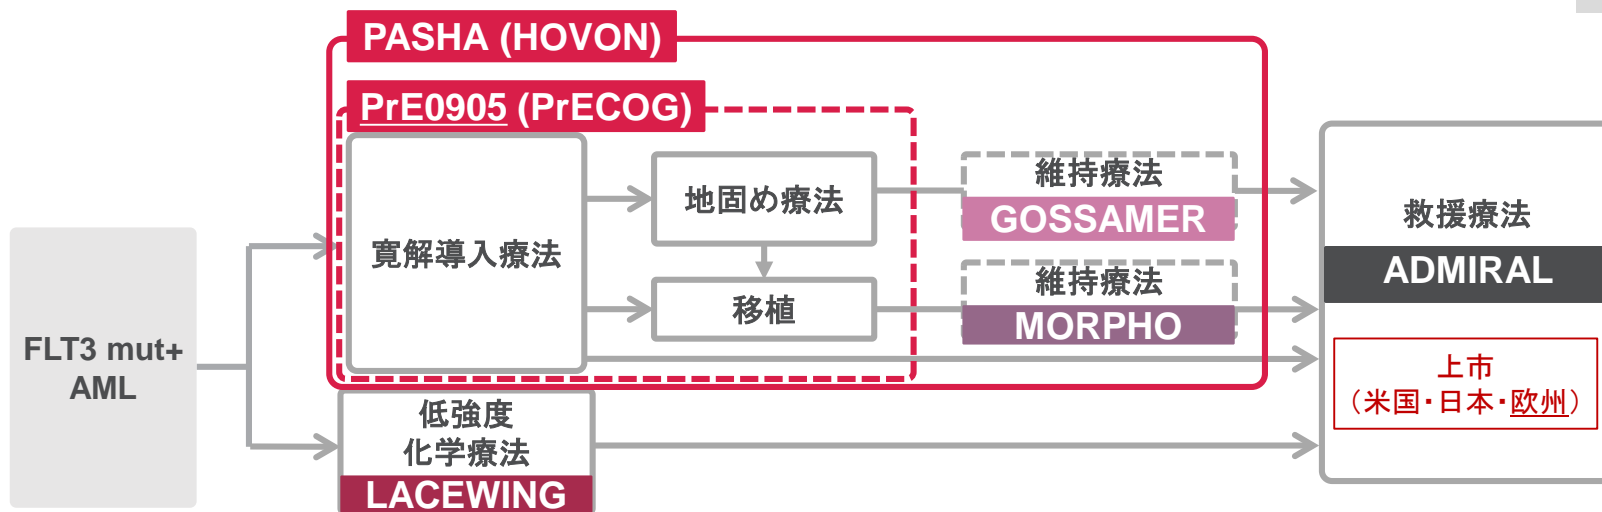 PASHA (HOVON)
PrE0905 (PrECOG)
FLT3 mut+
AML
寛解導入療法
地固め療法
移植
維持療法
GOSSAMER
維持療法
MORPHO
低強度
化学療法
LACEWING
救援療法
ADMIRAL
上市
（米国・日本・欧州）